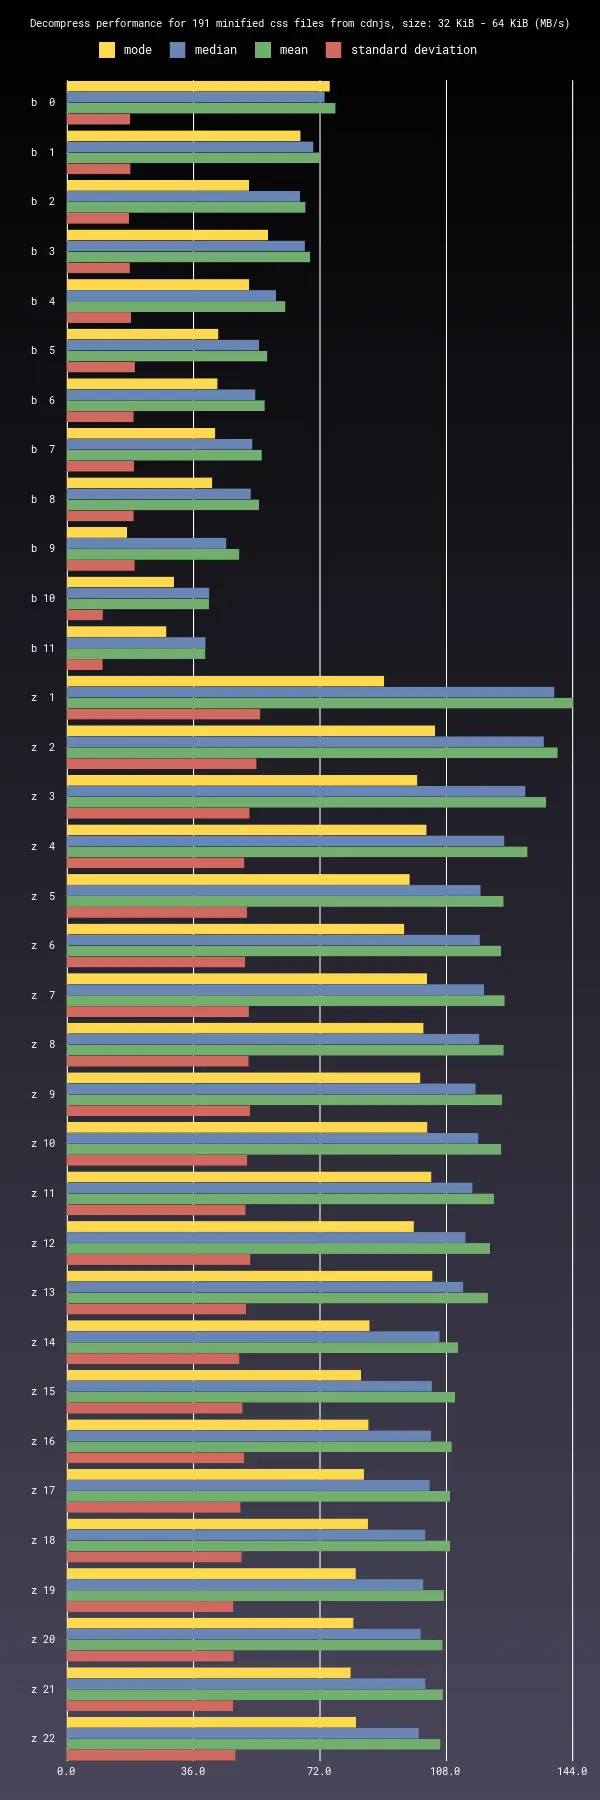 Decompress performance for 191 minified css files from cdnjs, size: 32 KiB - 64 KiB (MB/s)
mode median mean standard deviation
b 0
b 1
b 2
b 3
b 4
b 5
b 6
b 7
b 8
b 9
b 10
b 11
z 1
z 2
z 3
z 4
z 5
z 6
z 7
z 8
z 9
z 10
z 11
z 12
z 13
z 14
z 15
z 16
z 17
z 18
z 19
z 20
z 21
z 22
0.0 36.0 72.0 108.0 144.0